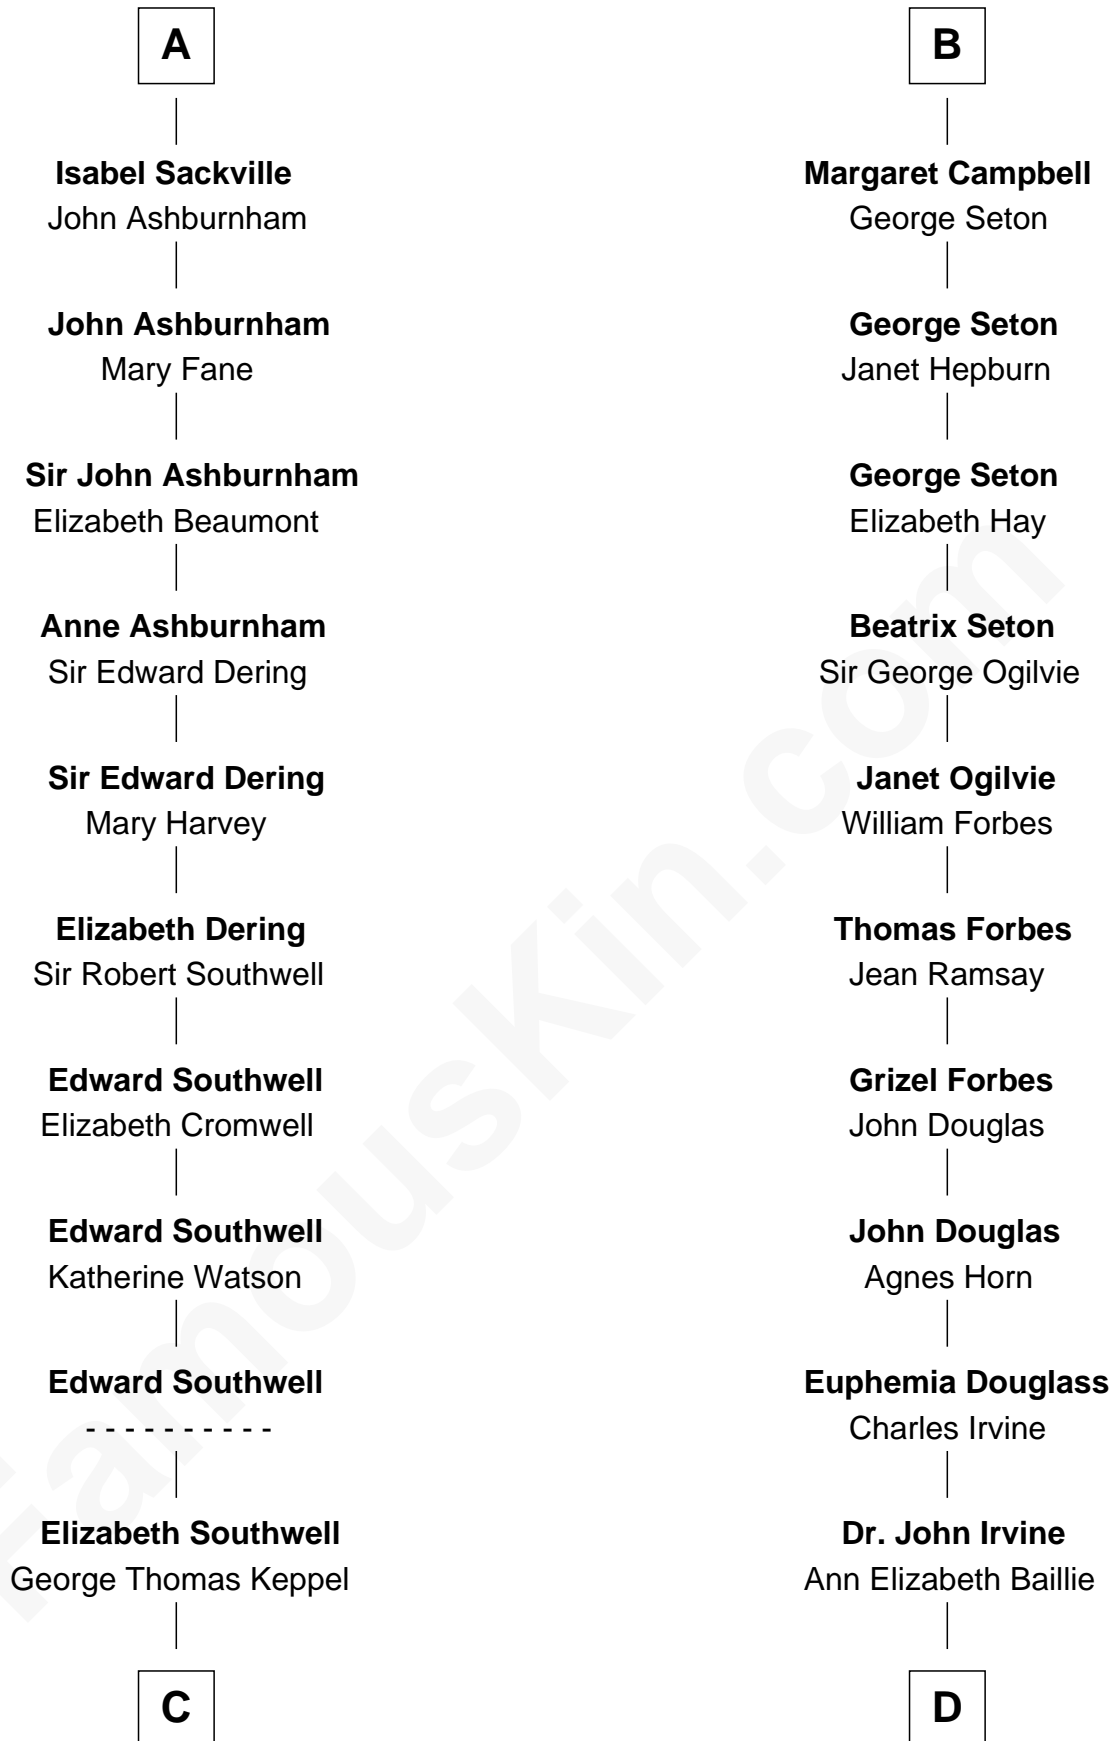 A
Isabel Sackville
John Ashburnham
John Ashburnham
Mary Fane
Sir John Ashburnham
Elizabeth Beaumont
Anne Ashburnham
Sir Edward Dering
Sir Edward Dering
Mary Harvey
Elizabeth Dering
Sir Robert Southwell
Edward Southwell
Elizabeth Cromwell
Edward Southwell
Katherine Watson
Edward Southwell
- - - - - - - - - -
Elizabeth Southwell
George Thomas Keppel
C
B
Margaret Campbell
George Seton
George Seton
Janet Hepburn
George Seton
Elizabeth Hay
Beatrix Seton
Sir George Ogilvie
Janet Ogilvie
William Forbes
Thomas Forbes
Jean Ramsay
Grizel Forbes
John Douglas
John Douglas
Agnes Horn
Euphemia Douglass
Charles Irvine
Dr. John Irvine
Ann Elizabeth Baillie
D
FamousKin.com